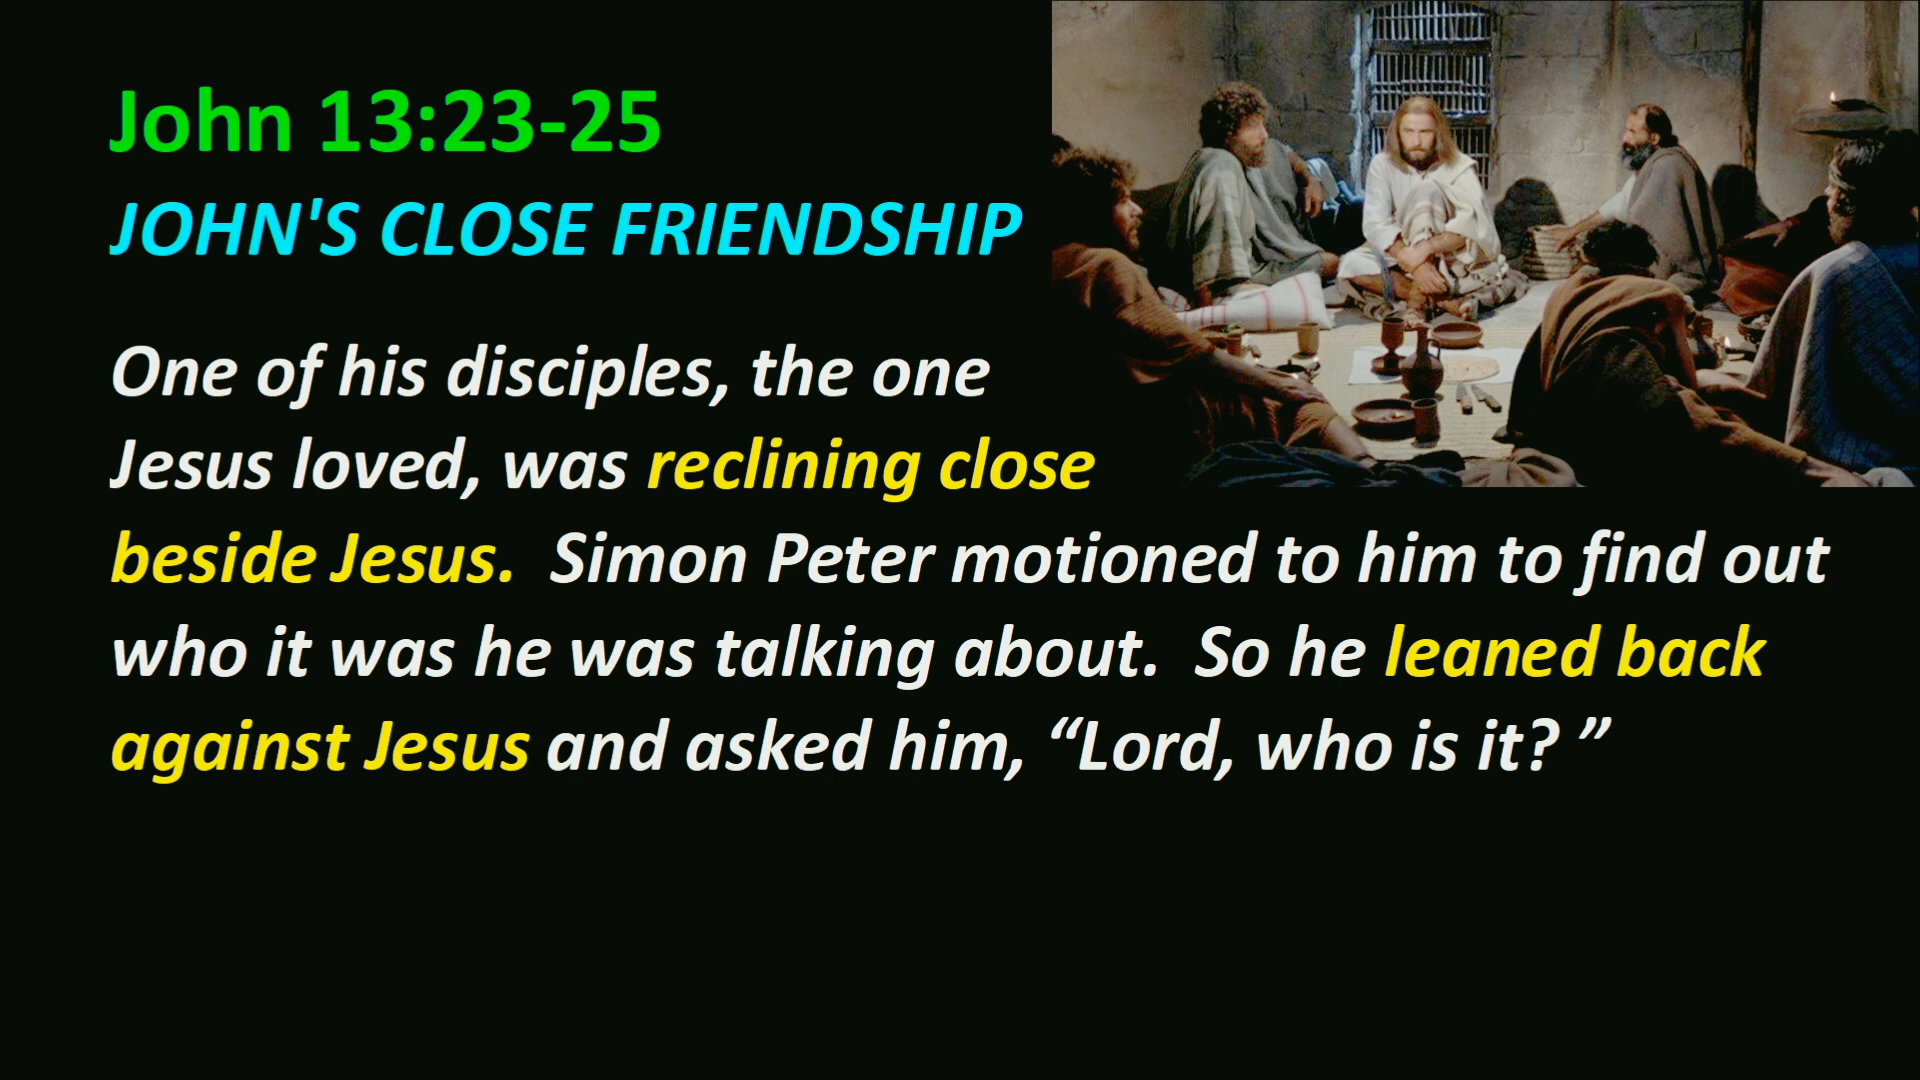 John 13:23-25
JOHN'S CLOSE FRIENDSHIP
One of his disciples, the one
Jesus loved, was reclining close
beside Jesus.  Simon Peter motioned to him to find out
who it was he was talking about.  So he leaned back
against Jesus and asked him, “Lord, who is it? ”